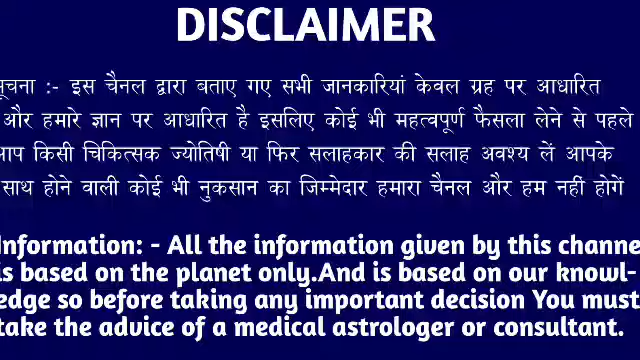 DISCLAIMER
सूचना :- इस चैनल द्वारा बताए गए सभी जानकारियां केवल ग्रह पर आधारित
और हमारे ज्ञान पर आधारित है इसलिए कोई भी महत्वपूर्ण फैसला लेने से पहले
आप किसी चिकित्सक ज्योतिषी या फिर सलाहकार की सलाह अवश्य लें आपके
साथ होने वाली कोई भी नुकसान का जिम्मेदार हमारा चैनल और हम नहीं होगें
Information: - All the information given by this channe
is based on the planet only.And is based on our knowl-
edge so before taking any important decision You must
take the advice of a medical astrologer or consultant.